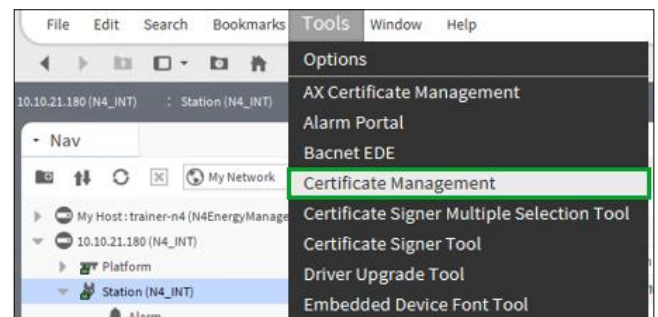 File Edit Search Bookmarks Tools Window Help
Options
10.10.21.180 (N4_INT) : Station (N4_INT)
AX Certificate Management
Alarm Portal
Nav
Bacnet EDE
My Network
Certificate Management
My Host : trainer-n4 (N4EnergyManage
Certificate Signer Multiple Selection Tool
10.10.21.180 (N4_INT)
Certificate Signer Tool
Platform
Driver Upgrade Tool
Station (N4_INT)
Embedded Device Font Tool
Alarm